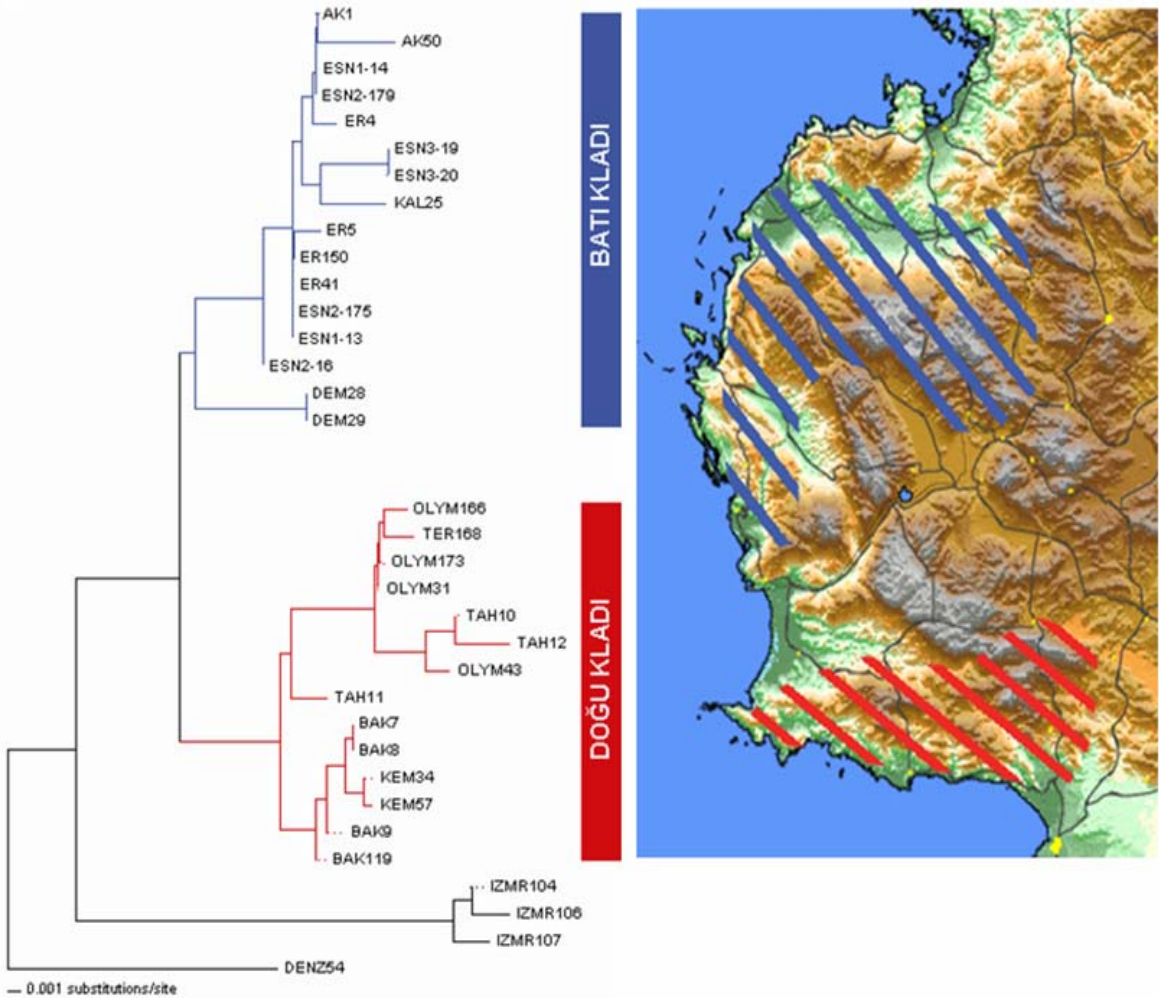 AK1
AK50
ESN1-14
ESN2-179
ER4
ESN3-19
ESN3-20
KAL25
ER5
ER150
ER41
ESN2-175
ESN1-13
ESN2-16
DEM28
DEM29
BATI KLADI
OLYM166
TER168
OLYM173
OLYM31
TAH10
TAH12
OLYM43
TAH11
BAK7
BAK8
KEM34
KEM57
BAK9
BAK119
DOĞU KLADI
IZMR104
IZMR106
IZMR107
DENZ54
0.001 substitutions/site